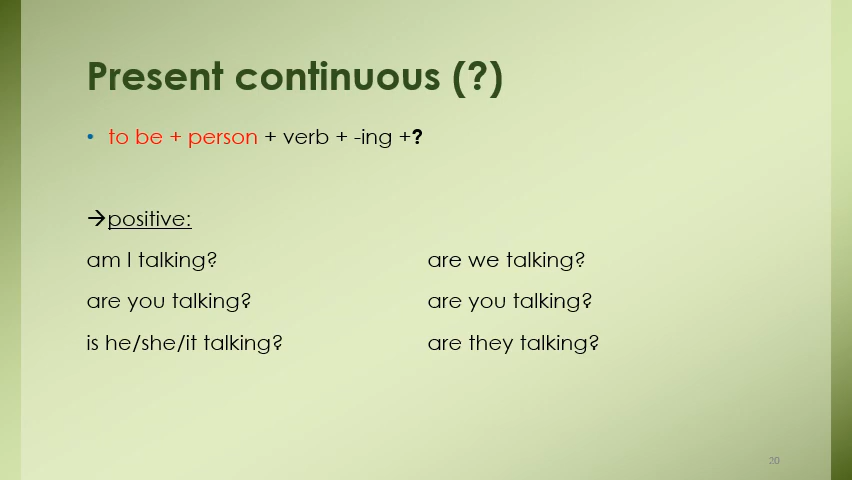 Present continuous (?)
• to be + person + verb + -ing +?
→positive:
am I talking?
are we talking?
are you talking?
are you talking?
is he/she/it talking?
are they talking?
20